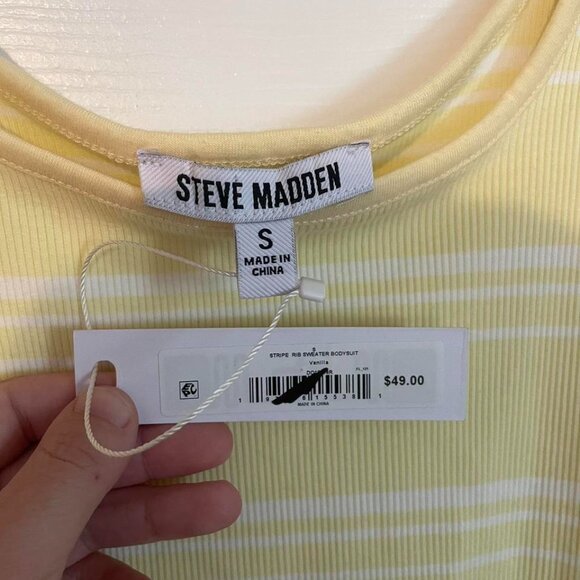 STEVE MADDEN
S
MADE IN
CHINA
S
STRIPE RIB SWEATER BODYSUIT
Vanilla
$49.00
MADE IN CHINA